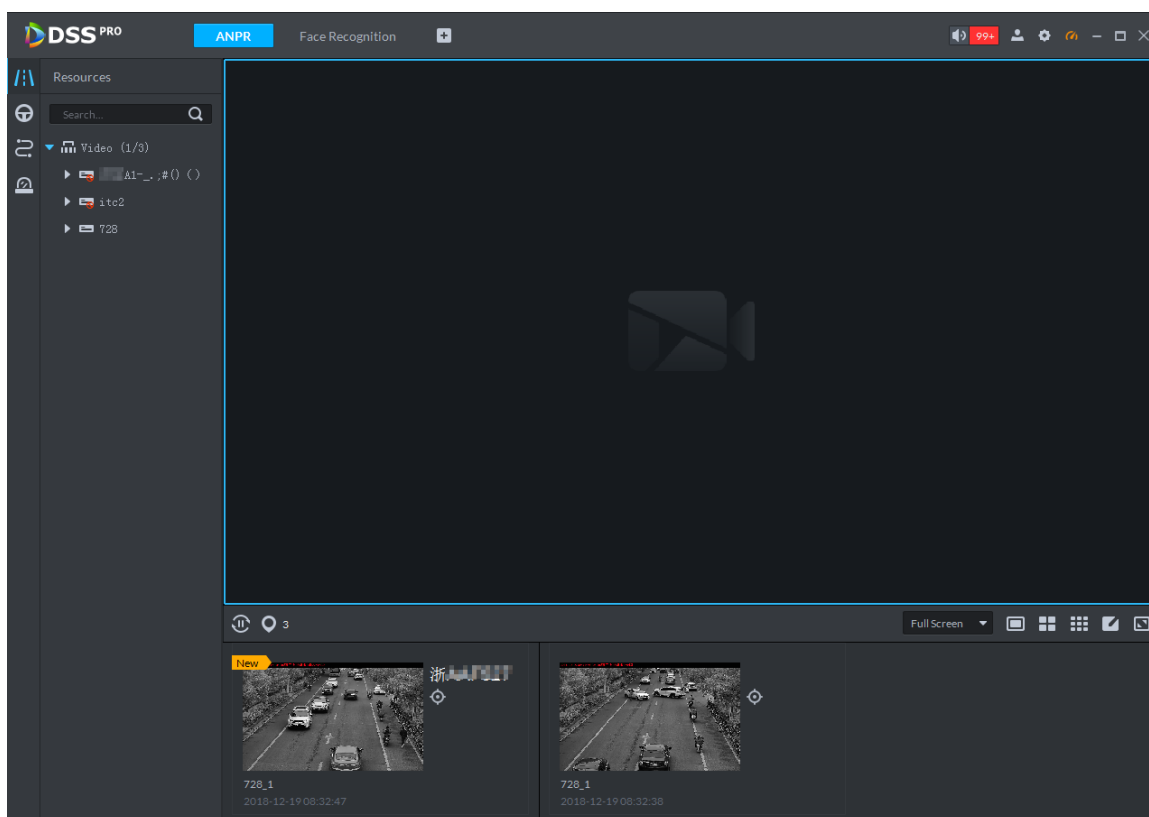 DSS PRO
ANPR
Face Recognition
99+
Resources
Search...
Video (1/3)
A1-_.;#() ()
itc2
728
3
Full Screen
New
浙
728_1
2018-12-19 08:32:47
728_1
2018-12-19 08:32:38